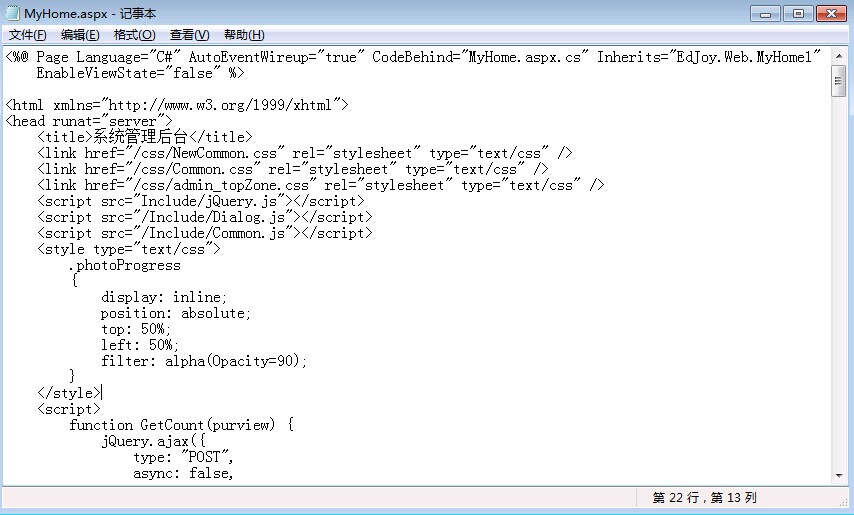 MyHome.aspx - 记事本
文件(F) 编辑(E) 格式(O) 查看(V) 帮助(H)
<%@ Page Language="C#" AutoEventWireup="true" CodeBehind="MyHome.aspx.cs" Inherits="EdJoy.Web.MyHome1"
    EnableViewState="false" %>

<html xmlns="http://www.w3.org/1999/xhtml">
<head runat="server">
    <title>系统管理后台</title>
    <link href="/css/NewCommon.css" rel="stylesheet" type="text/css" />
    <link href="/css/Common.css" rel="stylesheet" type="text/css" />
    <link href="/css/admin_topZone.css" rel="stylesheet" type="text/css" />
    <script src="Include/jQuery.js"></script>
    <script src="/Include/Dialog.js"></script>
    <script src="/Include/Common.js"></script>
    <style type="text/css">
        .photoProgress
        {
            display: inline;
            position: absolute;
            top: 50%;
            left: 50%;
            filter: alpha(Opacity=90);
        }
    </style>
    <script>
        function GetCount(purview) {
            jQuery.ajax({
                type: "POST",
                async: false,
第 22 行，第 13 列